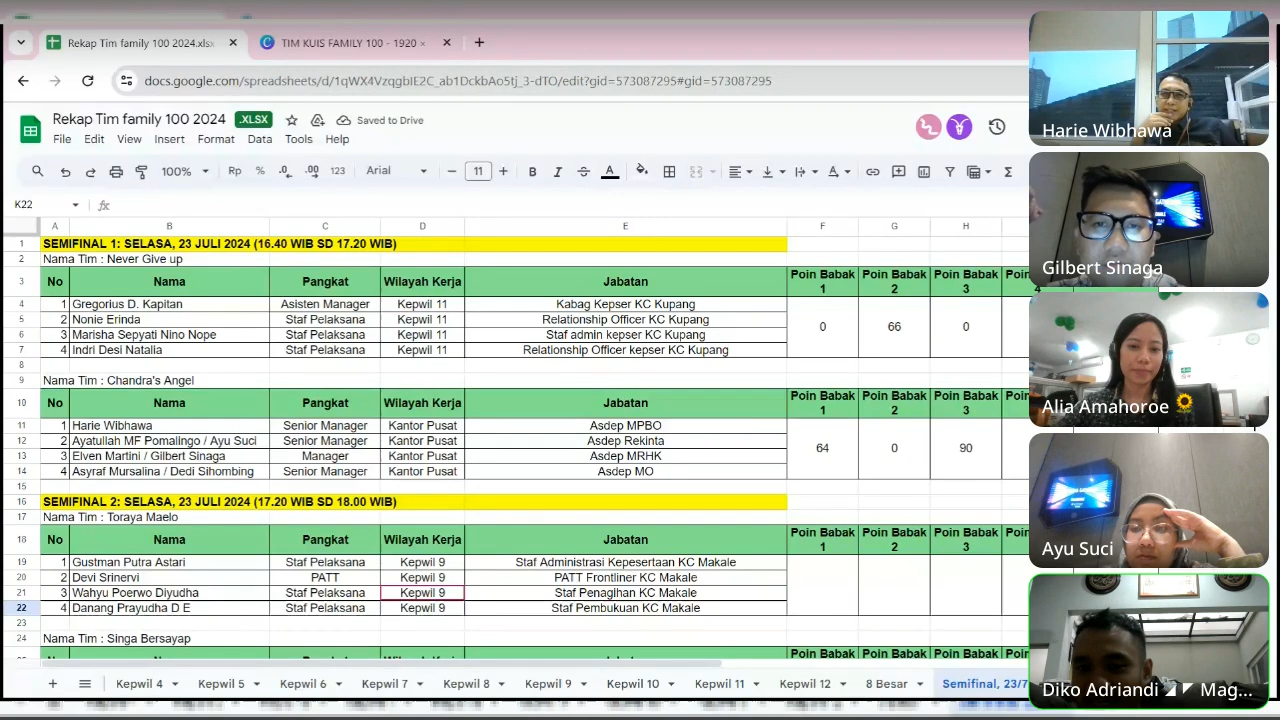 Rekap Tim family 100 2024.xlsx
TIM KUIS FAMILY 100 - 1920 ×
Rekap Tim family 100 2024 .XLSX Saved to Drive
File Edit View Insert Format Data Tools Help
100% Rp % .0 .00 123 Arial 11 B I
K22 fx
A B C D E F G H
1 SEMIFINAL 1: SELASA, 23 JULI 2024 (16.40 WIB SD 17.20 WIB)
2 Nama Tim : Never Give up
3 No Nama Pangkat Wilayah Kerja Jabatan Poin Babak 1 Poin Babak 2 Poin Babak 3
4 1 Gregorius D. Kapitan Asisten Manager Kepwil 11 Kabag Kepser KC Kupang
5 2 Nonie Erinda Staf Pelaksana Kepwil 11 Relationship Officer KC Kupang 0 66 0
6 3 Marisha Sepyati Nino Nope Staf Pelaksana Kepwil 11 Staf admin kepser KC Kupang
7 4 Indri Desi Natalia Staf Pelaksana Kepwil 11 Relationship Officer kepser KC Kupang
8
9 Nama Tim : Chandra's Angel
10 No Nama Pangkat Wilayah Kerja Jabatan Poin Babak 1 Poin Babak 2 Poin Babak 3
11 1 Harie Wibhawa Senior Manager Kantor Pusat Asdep MPBO
12 2 Ayatullah MF Pomalingo / Ayu Suci Senior Manager Kantor Pusat Asdep Rekinta 64 0 90
13 3 Elven Martini / Gilbert Sinaga Manager Kantor Pusat Asdep MRHK
14 4 Asyraf Mursalina / Dedi Sihombing Senior Manager Kantor Pusat Asdep MO
15
16 SEMIFINAL 2: SELASA, 23 JULI 2024 (17.20 WIB SD 18.00 WIB)
17 Nama Tim : Toraya Maelo
18 No Nama Pangkat Wilayah Kerja Jabatan Poin Babak 1 Poin Babak 2 Poin Babak 3
19 1 Gustman Putra Astari Staf Pelaksana Kepwil 9 Staf Administrasi Kepesertaan KC Makale
20 2 Devi Srinervi PATT Kepwil 9 PATT Frontliner KC Makale
21 3 Wahyu Poerwo Diyudha Staf Pelaksana Kepwil 9 Staf Penagihan KC Makale
22 4 Danang Prayudha D E Staf Pelaksana Kepwil 9 Staf Pembukuan KC Makale
23
24 Nama Tim : Singa Bersayap
Poin Babak Poin Babak Poin Babak
Kepwil 4 Kepwil 5 Kepwil 6 Kepwil 7 Kepwil 8 Kepwil 9 Kepwil 10 Kepwil 11 Kepwil 12 8 Besar Semifinal, 23/7
Harie Wibhawa
Gilbert Sinaga
Alia Amahoroe 🌻
Ayu Suci
Diko Adriandi ◢ ◤ Mag...